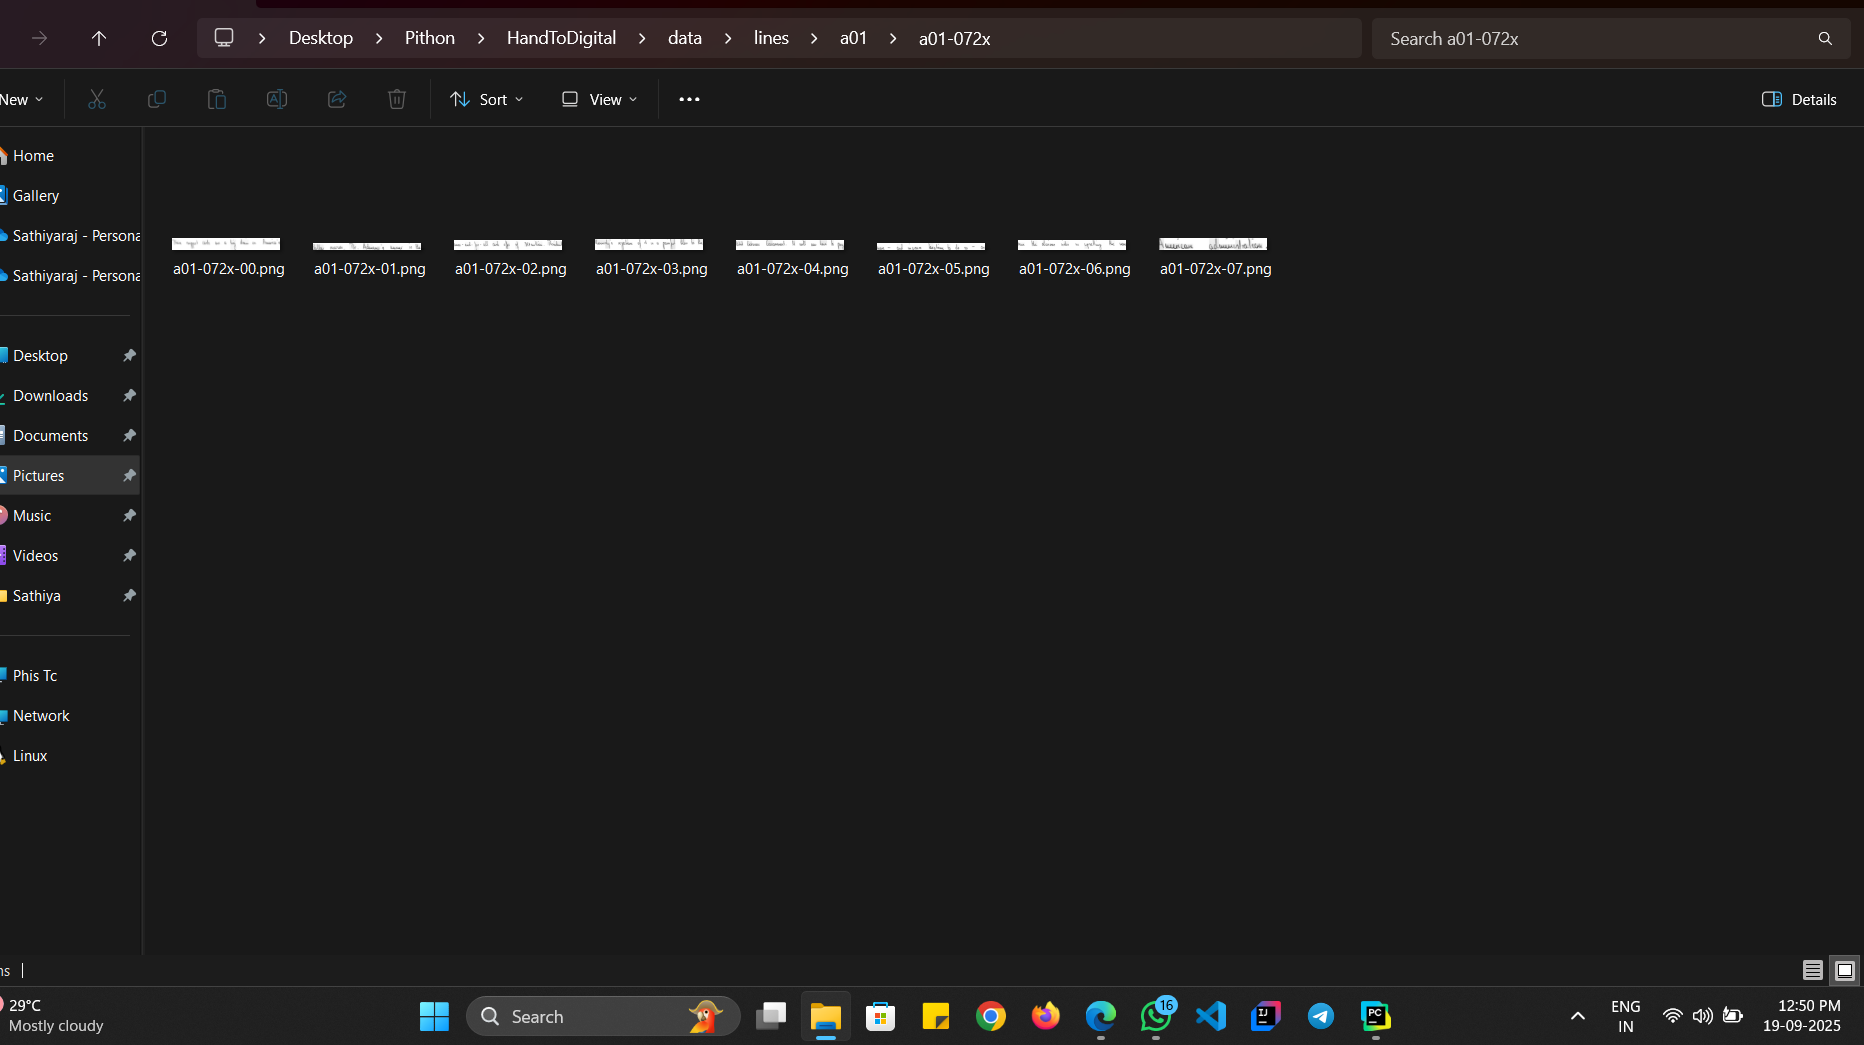 Desktop > Pithon > HandToDigital > data > lines > a01 > a01-072x
Search a01-072x
New
Sort
View
Details
Home
Gallery
Sathiyaraj - Persona
Sathiyaraj - Persona
Desktop
Downloads
Documents
Pictures
Music
Videos
Sathiya
Phis Tc
Network
Linux
a01-072x-00.png
a01-072x-01.png
a01-072x-02.png
a01-072x-03.png
a01-072x-04.png
a01-072x-05.png
a01-072x-06.png
a01-072x-07.png
29°C
Mostly cloudy
Search
16
IJ
PC
ENG
IN
12:50 PM
19-09-2025